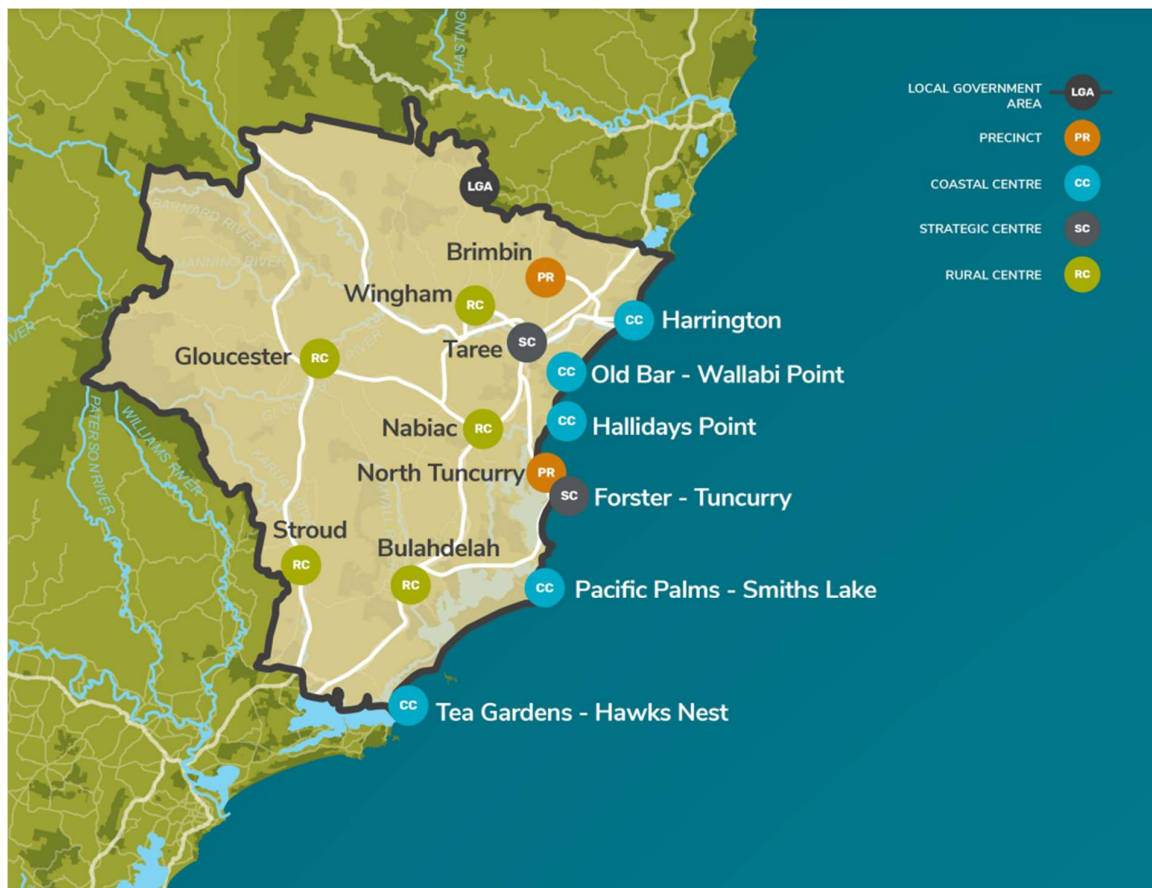 HASTINGS
LOCAL GOVERNMENT
AREA
LGA
PRECINCT
PR
COASTAL CENTRE
CC
STRATEGIC CENTRE
SC
RURAL CENTRE
RC
LGA
BARNARD RIVER
MANNING RIVER
Brimbin
PR
Wingham
RC
CC
Harrington
Taree
SC
Gloucester
RC
RIVER
CC
Old Bar - Wallabi Point
Nabiac
RC
CC
Hallidays Point
North Tuncurry
PR
SC
Forster - Tuncurry
PATERSON RIVER
WILLIAMS RIVER
Stroud
RC
Bulahdelah
RC
CC
Pacific Palms - Smiths Lake
CC
Tea Gardens - Hawks Nest